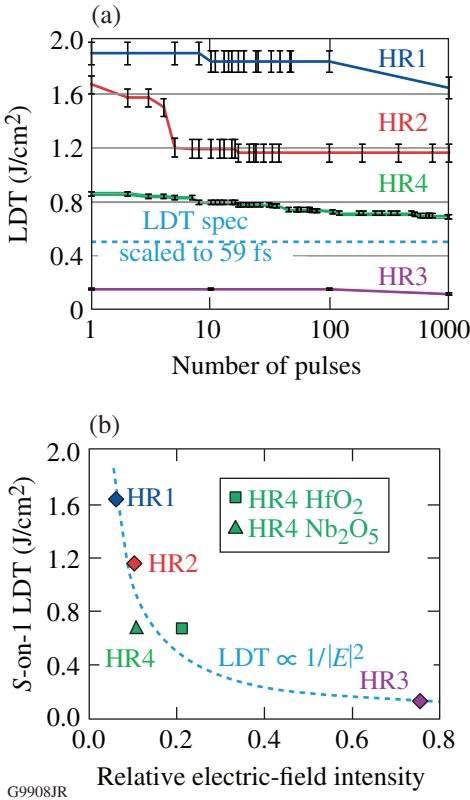 (a)
2.0
1.6
1.2
0.8
0.4
0
LDT (J/cm²)
HR1
HR2
HR4
LDT spec
scaled to 59 fs
HR3
1 10 100 1000
Number of pulses
(b)
2.0
1.6
1.2
0.8
0.4
0.0
S-on-1 LDT (J/cm²)
HR1
HR4 HfO₂
HR4 Nb₂O₅
HR2
HR4
LDT ∝ 1/|E|²
HR3
0.0 0.2 0.4 0.6 0.8
Relative electric-field intensity
G9908JR